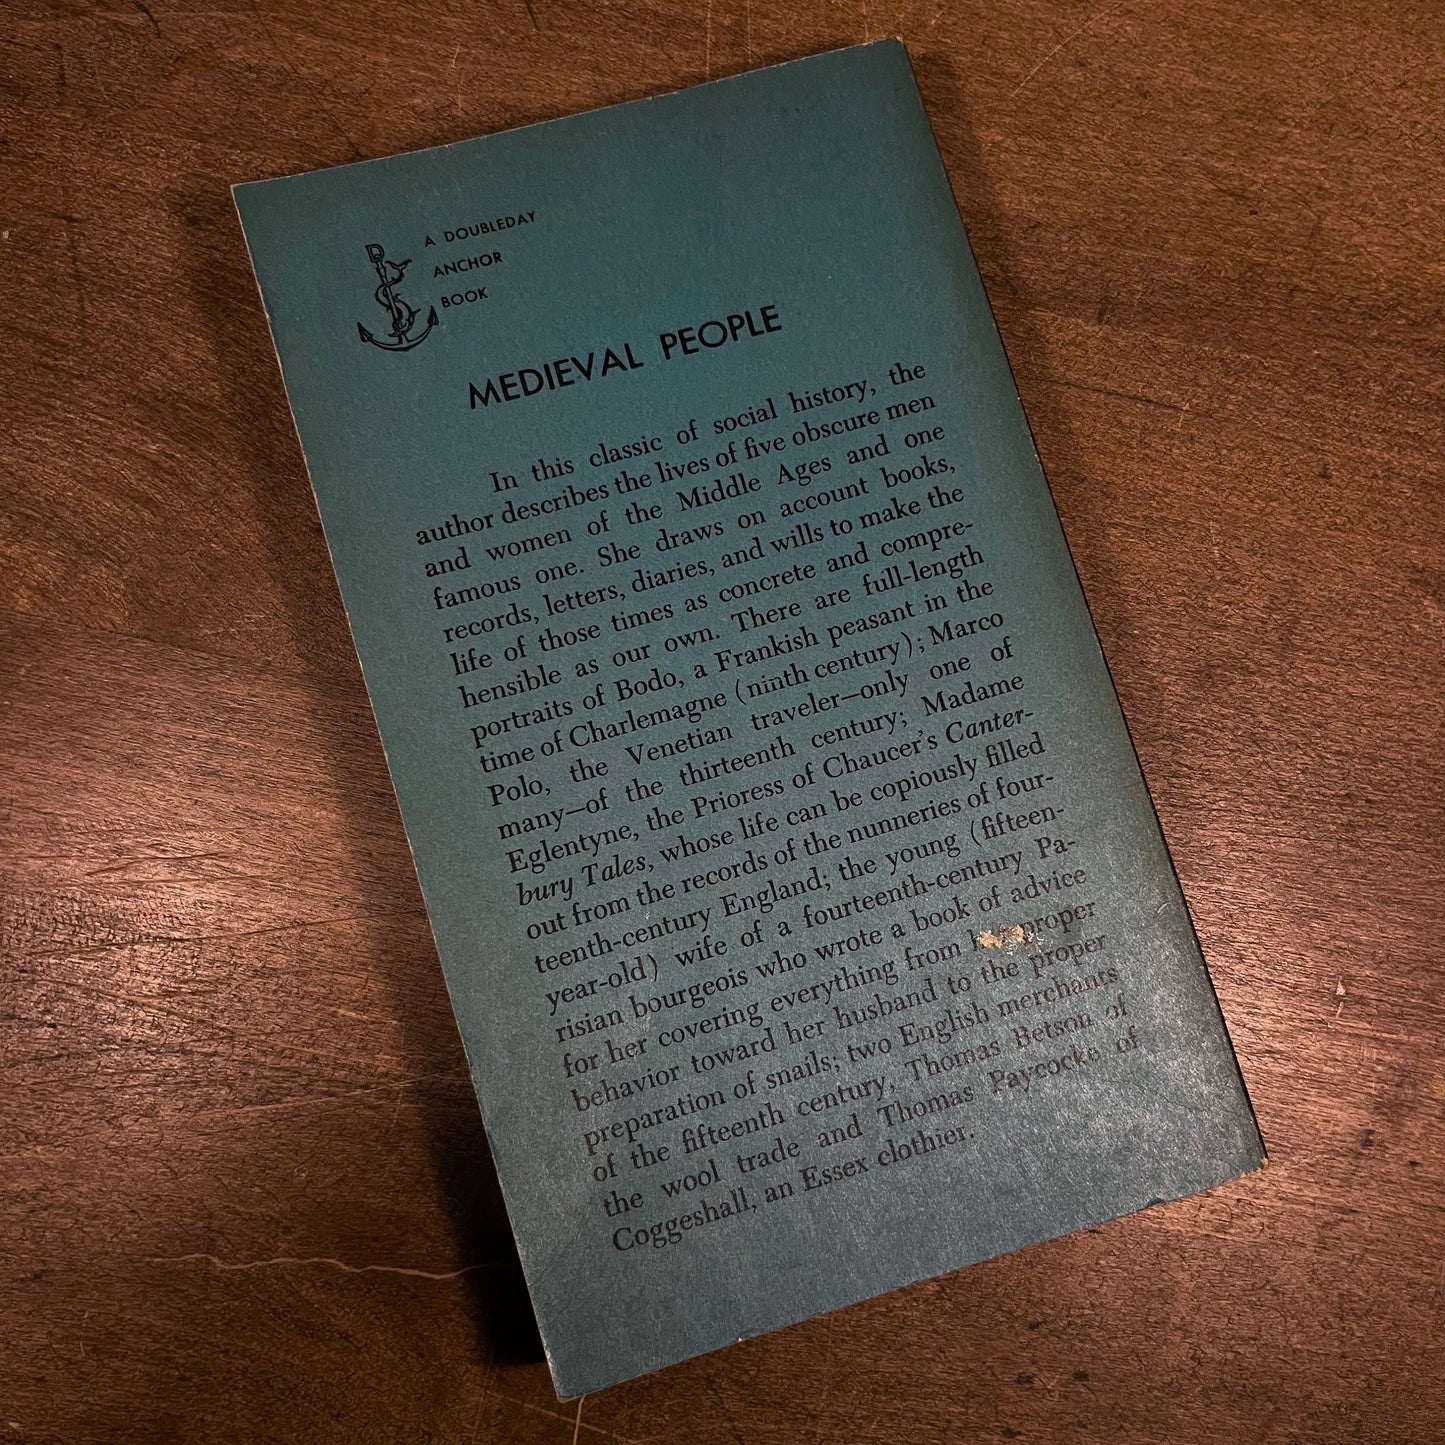 A DOUBLEDAY
ANCHOR
BOOK
MEDIEVAL PEOPLE
In this classic of social history, the
author describes the lives of five obscure men
and women of the Middle Ages and one
famous one. She draws on account books,
records, letters, diaries, and wills to make the
life of those times as concrete and compre-
hensible as our own. There are full-length
portraits of Bodo, a Frankish peasant in the
time of Charlemagne (ninth century); Marco
Polo, the Venetian traveler—only one of
many—of the thirteenth century; Madame
Eglentyne, the Prioress of Chaucer's Canter-
bury Tales, whose life can be copiously filled
out from the records of the nunneries of four-
teenth-century England; the young (fifteen-
year-old) wife of a fourteenth-century Pa-
risian bourgeois who wrote a book of advice
for her covering everything from proper
behavior toward her husband to the proper
preparation of snails; two English merchants
of the fifteenth century, Thomas Betson of
the wool trade and Thomas Paycocke of
Coggeshall, an Essex clothier.